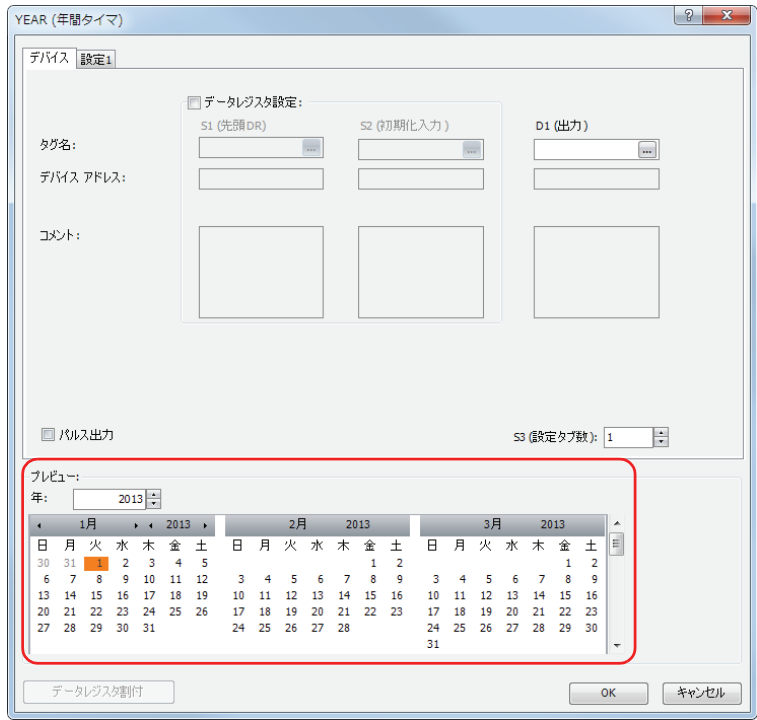 YEAR (年間タイマ)
デバイス 設定1
データレジスタ設定:
S1 (先頭DR) S2 (初期化入力) D1 (出力)
タグ名: ... ... ...
デバイス アドレス:
コメント:
パルス出力 S3 (設定タブ数): 1
プレビュー:
年: 2013
1月 2013 2月 2013 3月 2013
日 月 火 水 木 金 土 日 月 火 水 木 金 土 日 月 火 水 木 金 土
30 31 1 2 3 4 5 1 2 1 2
6 7 8 9 10 11 12 3 4 5 6 7 8 9 3 4 5 6 7 8 9
13 14 15 16 17 18 19 10 11 12 13 14 15 16 10 11 12 13 14 15 16
20 21 22 23 24 25 26 17 18 19 20 21 22 23 17 18 19 20 21 22 23
27 28 29 30 31 24 25 26 27 28 24 25 26 27 28 29 30
31
データレジスタ割付 OK キャンセル